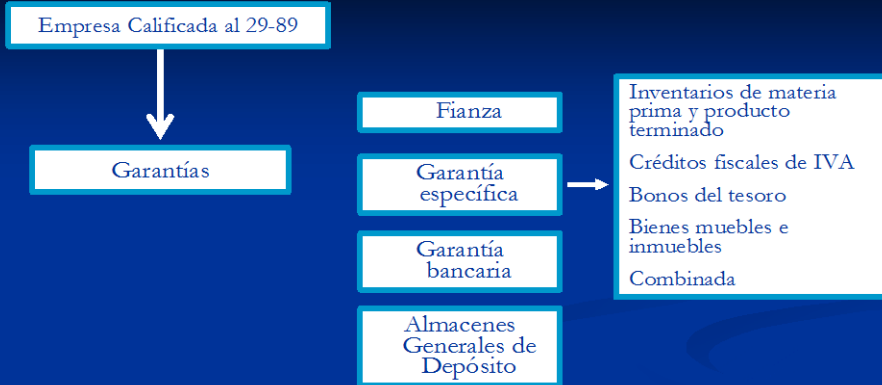 Empresa Calificada al 29-89
Garantías
Fianza
Garantía
específica
Garantía
bancaria
Almacenes
Generales de
Depósito
Inventarios de materia
prima y producto
terminado
Créditos fiscales de IVA
Bonos del tesoro
Bienes muebles e
inmuebles
Combinada